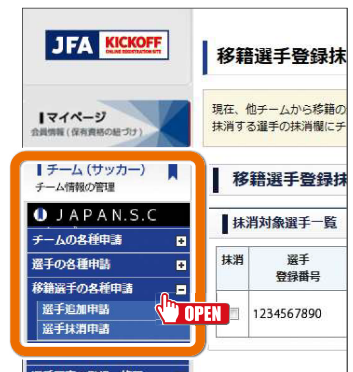 JFA KICKOFF
ONLINE REGISTRATION SITE
マイページ
会員情報(保有資格の紐づけ)
チーム(サッカー)
チーム情報の管理
JAPAN.S.C
チームの各種申請
選手の各種申請
移籍選手の各種申請
選手追加申請
選手抹消申請
OPEN
移籍選手登録抹
現在、他チームから移籍の
抹消する選手の抹消欄にチ
移籍選手登録抹
抹消対象選手一覧
抹消
選手
登録番号
1234567890